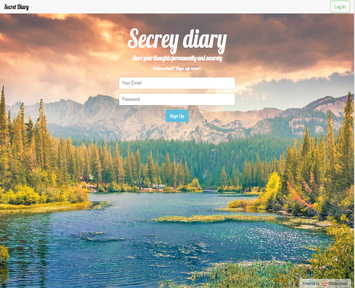 Secret Diary
Log In
Secrey diary
Store your thoughts permanently and securely
Interested? Sign up now!
Your Email
Password
Sign Up
Powered by